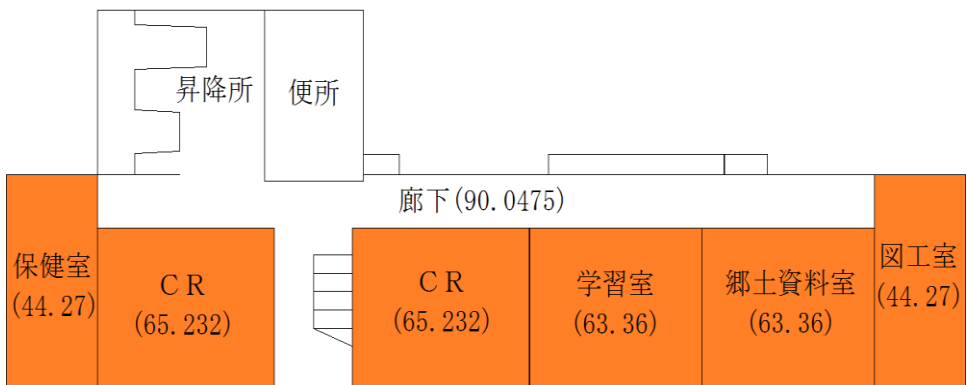 昇降所
便所
廊下(90.0475)
保健室
(44.27)
ＣＲ
(65.232)
ＣＲ
(65.232)
学習室
(63.36)
郷土資料室
(63.36)
図工室
(44.27)